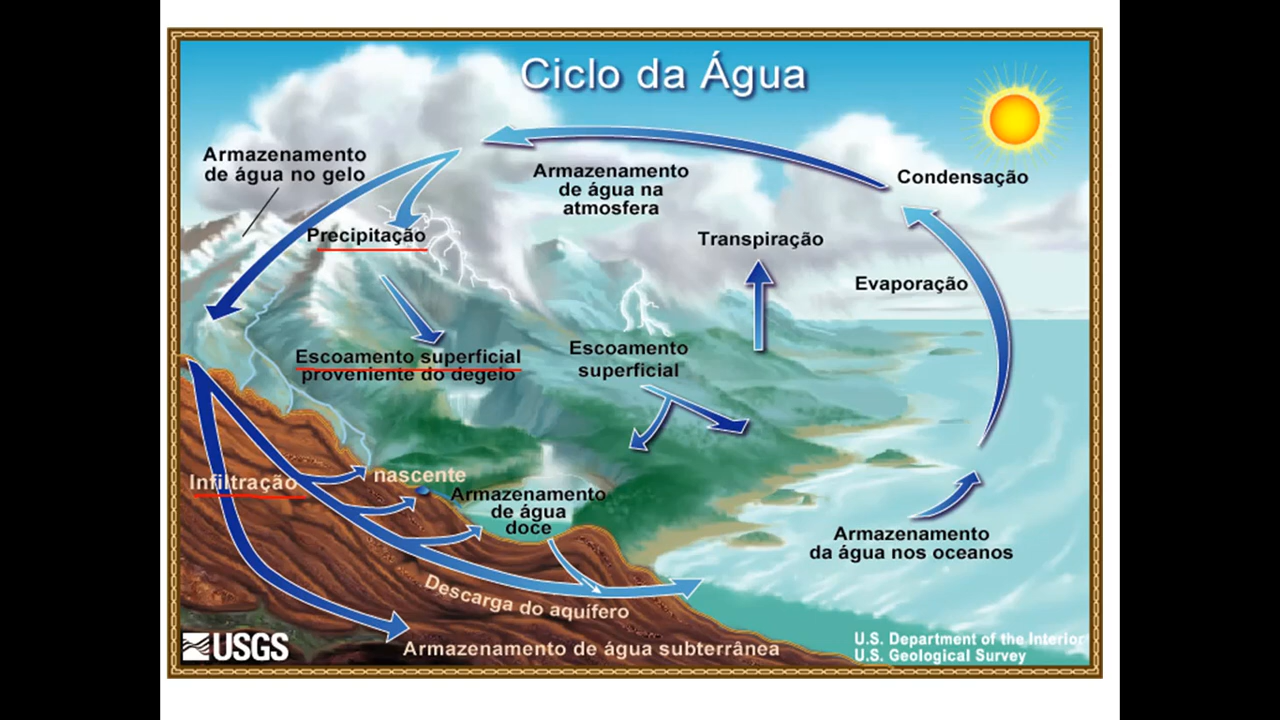 Ciclo da Água
Armazenamento
de água no gelo
Armazenamento
de água na
atmosfera
Condensação
Precipitação
Transpiração
Evaporação
Escoamento superficial
proveniente do degelo
Escoamento
superficial
Infiltração
nascente
Armazenamento
de água
doce
Armazenamento
da água nos oceanos
Descarga do aquífero
Armazenamento de água subterrânea
USGS
U.S. Department of the Interior
U.S. Geological Survey